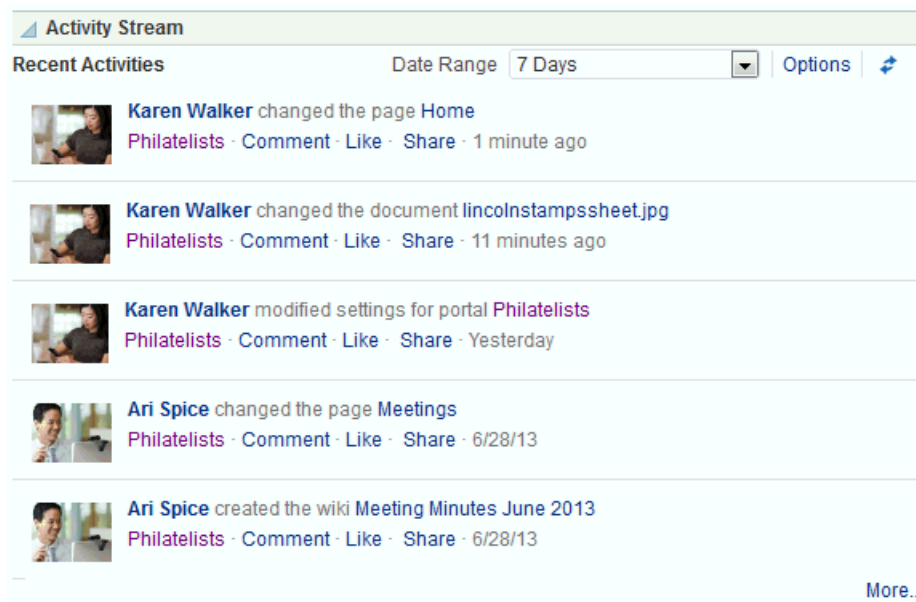 Activity Stream
Recent Activities Date Range 7 Days Options
Karen Walker changed the page Home
Philatelists · Comment · Like · Share · 1 minute ago
Karen Walker changed the document lincolnstampssheet.jpg
Philatelists · Comment · Like · Share · 11 minutes ago
Karen Walker modified settings for portal Philatelists
Philatelists · Comment · Like · Share · Yesterday
Ari Spice changed the page Meetings
Philatelists · Comment · Like · Share · 6/28/13
Ari Spice created the wiki Meeting Minutes June 2013
Philatelists · Comment · Like · Share · 6/28/13
More..